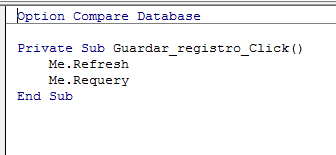 Option Compare Database
Private Sub Guardar_registro_Click()
Me.Refresh
Me.Requery
End Sub